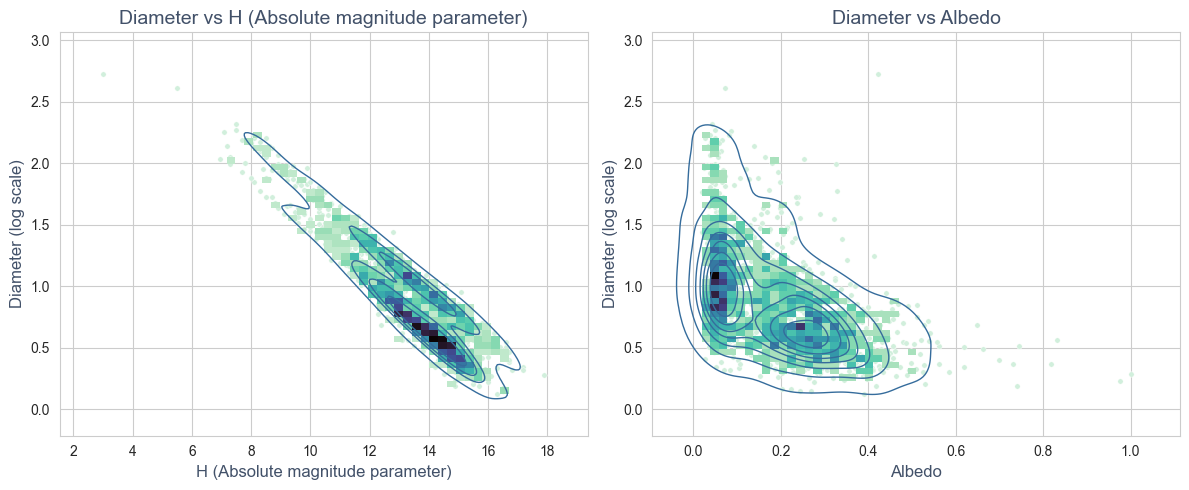 Diameter vs H (Absolute magnitude parameter)
3.0
2.5
2.0
1.5
1.0
0.5
0.0
Diameter (log scale)
2 4 6 8 10 12 14 16 18
H (Absolute magnitude parameter)
Diameter vs Albedo
3.0
2.5
2.0
1.5
1.0
0.5
0.0
Diameter (log scale)
0.0 0.2 0.4 0.6 0.8 1.0
Albedo